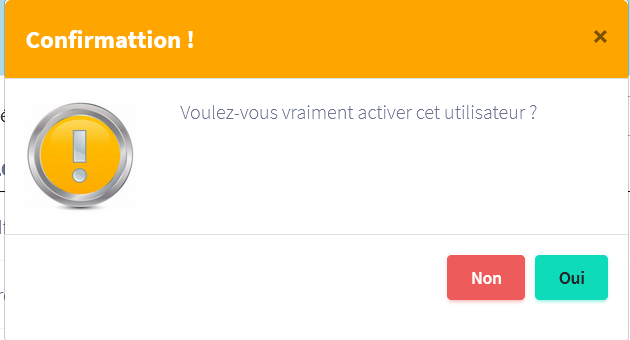 Confirmattion !
×
Voulez-vous vraiment activer cet utilisateur ?
Non
Oui